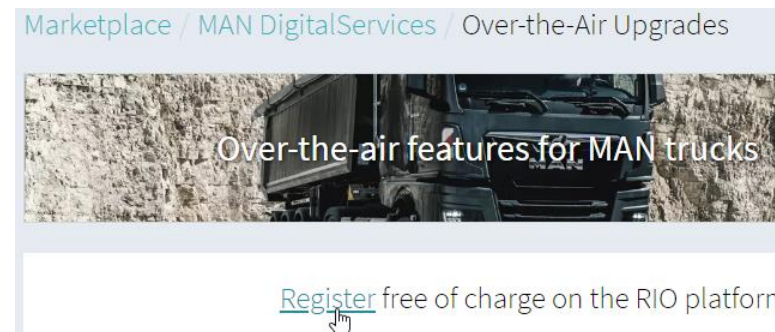 Marketplace / MAN DigitalServices / Over-the-Air Upgrades
Over-the-air features for MAN trucks
MAN
Register free of charge on the RIO platform